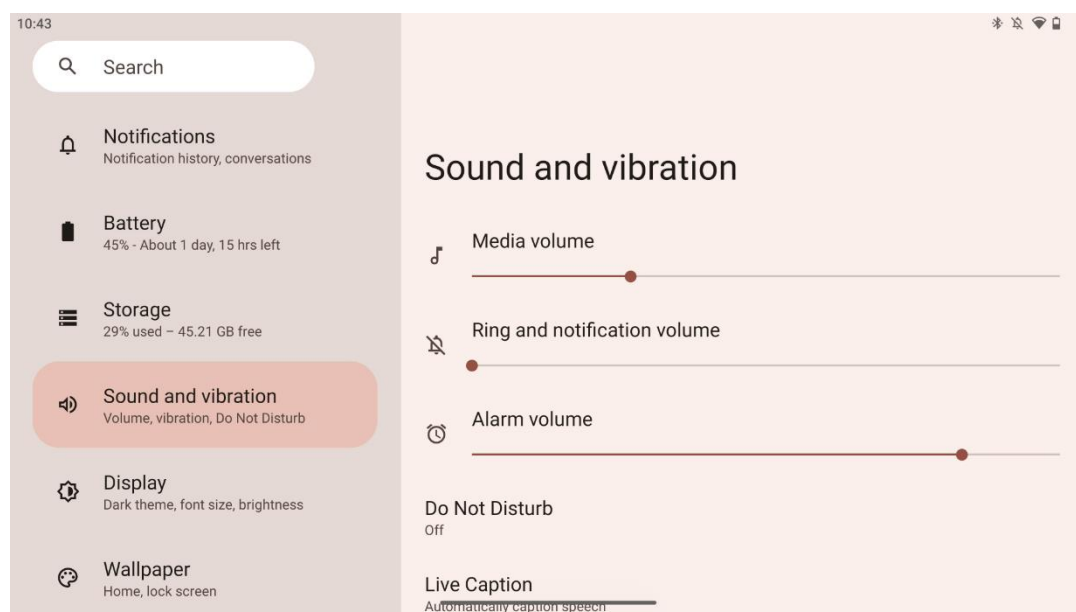 10:43
Search
Notifications
Notification history, conversations
Battery
45% - About 1 day, 15 hrs left
Storage
29% used – 45.21 GB free
Sound and vibration
Volume, vibration, Do Not Disturb
Display
Dark theme, font size, brightness
Wallpaper
Home, lock screen
Sound and vibration
Media volume
Ring and notification volume
Alarm volume
Do Not Disturb
Off
Live Caption
Automatically caption speech